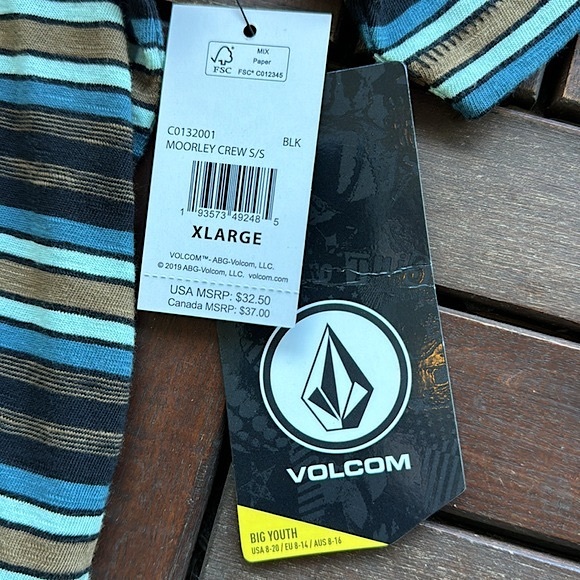 FSC
MIX
Paper
FSC® C012345
C0132001 BLK
MOORLEY CREW S/S
1 93573 49248 5
XLARGE
VOLCOM™- ABG-Volcom, LLC.
© 2019 ABG-Volcom, LLC. volcom.com
USA MSRP: $32.50
Canada MSRP: $37.00
VOLCOM
BIG YOUTH
USA 8-20 / EU 8-14 / AUS 8-16